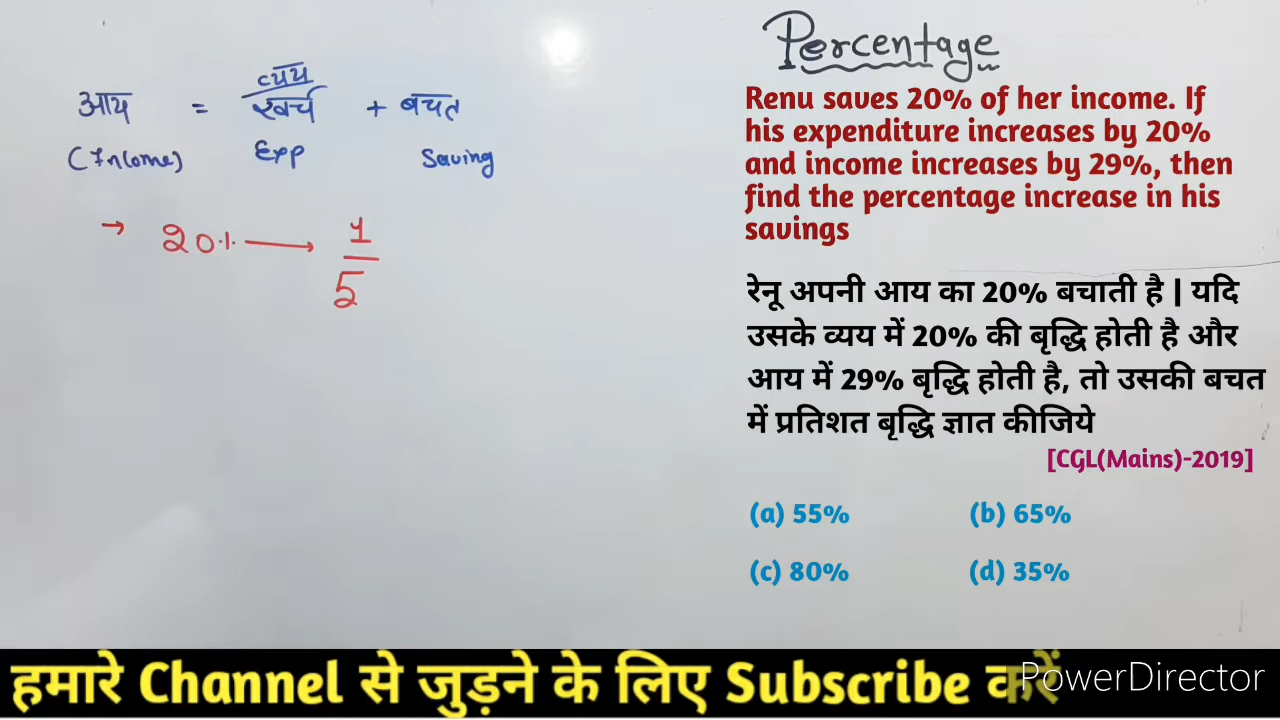 Percentage
व्यय
आय = खर्च + बचत
(Income) Exp Saving
→ 20% → 1/5
Renu saves 20% of her income. If
his expenditure increases by 20%
and income increases by 29%, then
find the percentage increase in his
savings
रेनू अपनी आय का 20% बचाती है | यदि
उसके व्यय में 20% की बृद्धि होती है और
आय में 29% बृद्धि होती है, तो उसकी बचत
में प्रतिशत बृद्धि ज्ञात कीजिये
[CGL(Mains)-2019]
(a) 55% (b) 65%
(c) 80% (d) 35%
हमारे Channel से जुड़ने के लिए Subscribe करें
PowerDirector